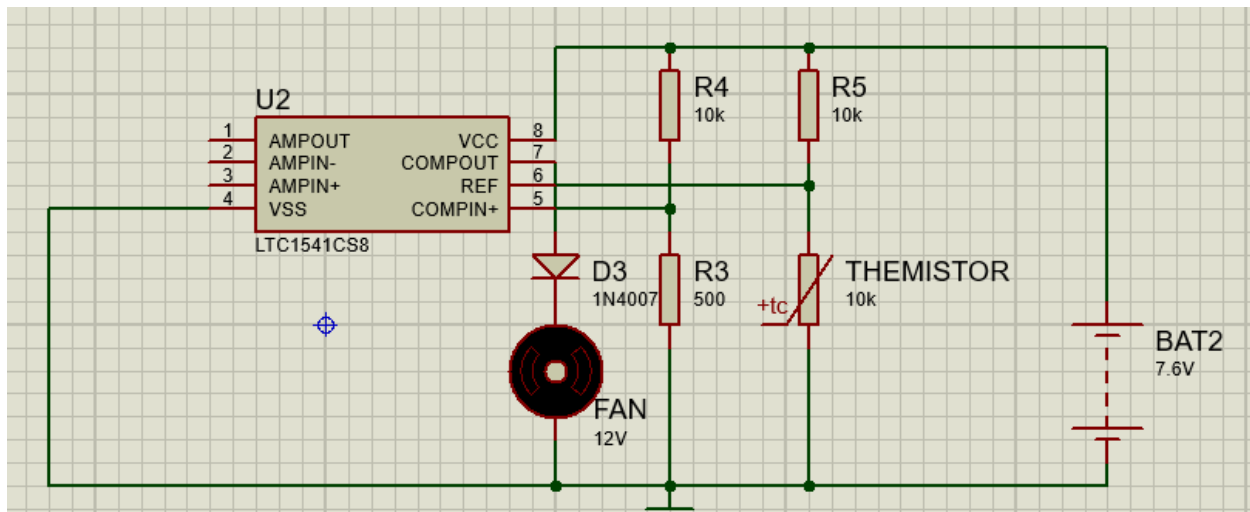 U2
1 AMPOUT VCC 8
2 AMPIN- COMPOUT 7
3 AMPIN+ REF 6
4 VSS COMPIN+ 5
LTC1541CS8
R4
10k
R5
10k
D3
1N4007
R3
500
+tc
THEMISTOR
10k
BAT2
7.6V
FAN
12V